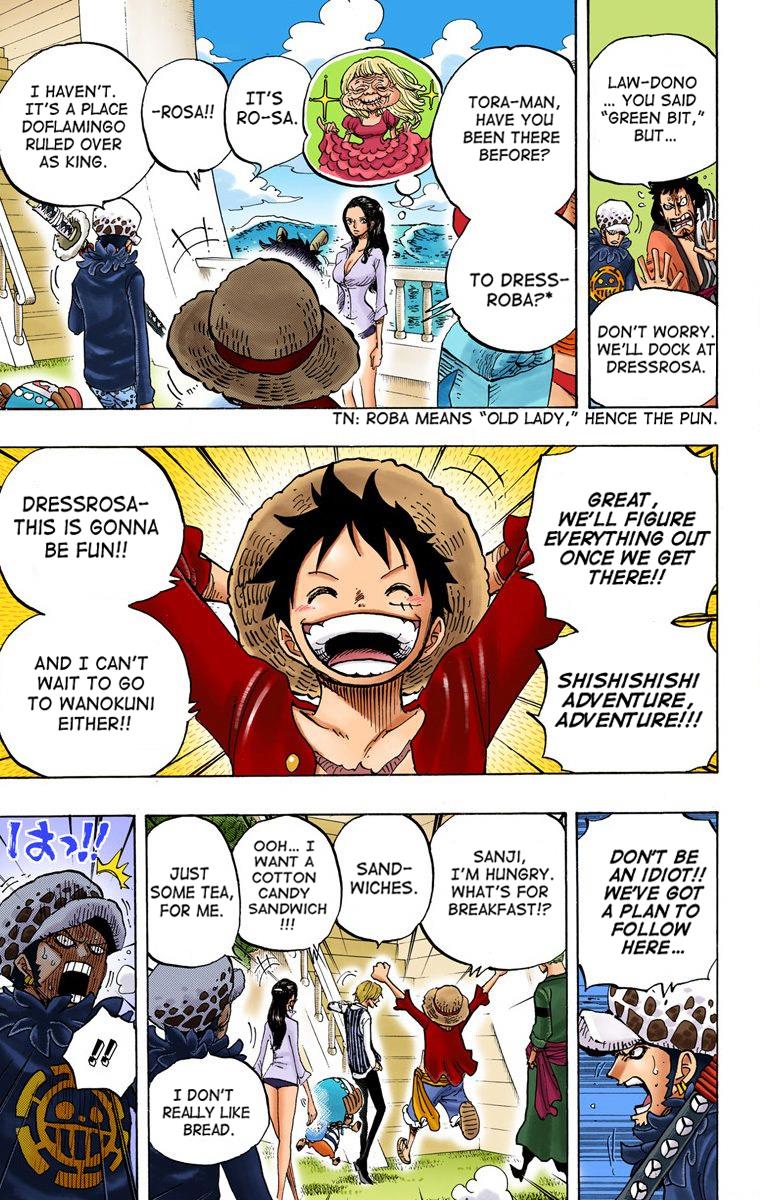 LAW-DONO
... YOU SAID
"GREEN BIT,"
BUT...
DON'T WORRY.
WE'LL DOCK AT
DRESSROSA.
TORA-MAN,
HAVE YOU
BEEN THERE
BEFORE?
TO DRESS-
ROBA?*
IT'S
RO-SA.
-ROSA!!
I HAVEN'T.
IT'S A PLACE
DOFLAMINGO
RULED OVER
AS KING.
TN: ROBA MEANS "OLD LADY," HENCE THE PUN.
GREAT,
WE'LL FIGURE
EVERYTHING OUT
ONCE WE GET
THERE!!
SHISHISHISHI
ADVENTURE,
ADVENTURE!!!
DRESSROSA-
THIS IS GONNA
BE FUN!!
AND I CAN'T
WAIT TO GO
TO WANOKUNI
EITHER!!
DON'T BE
AN IDIOT!!
WE'VE GOT
A PLAN TO
FOLLOW
HERE...
SANJI,
I'M HUNGRY.
WHAT'S FOR
BREAKFAST!?
SAND-
WICHES.
OOH... I
WANT A
COTTON
CANDY
SANDWICH
!!!
JUST
SOME TEA,
FOR ME.
I DON'T
REALLY LIKE
BREAD.
はっ!!
!!